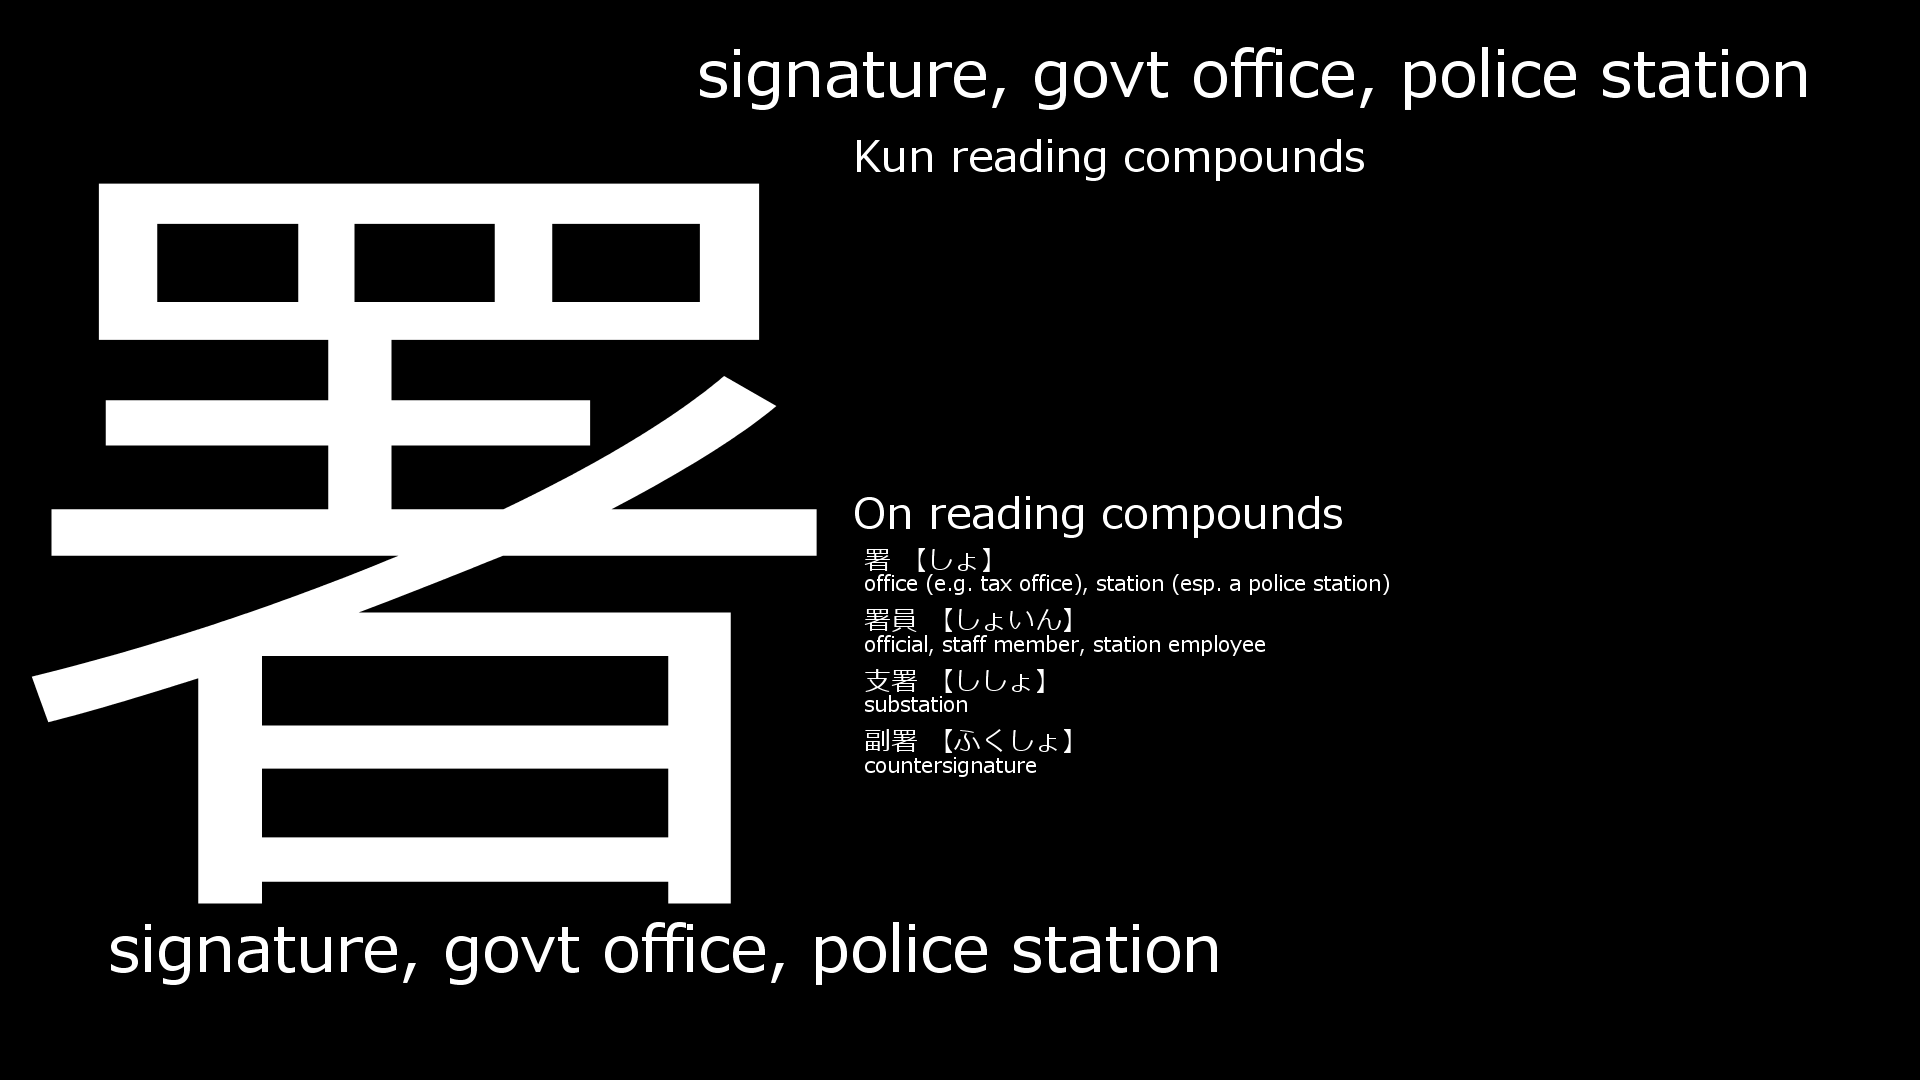 signature, govt office, police station
署
Kun reading compounds
On reading compounds
署 【しょ】
office (e.g. tax office), station (esp. a police station)
署員 【しょいん】
official, staff member, station employee
支署 【ししょ】
substation
副署 【ふくしょ】
countersignature
signature, govt office, police station